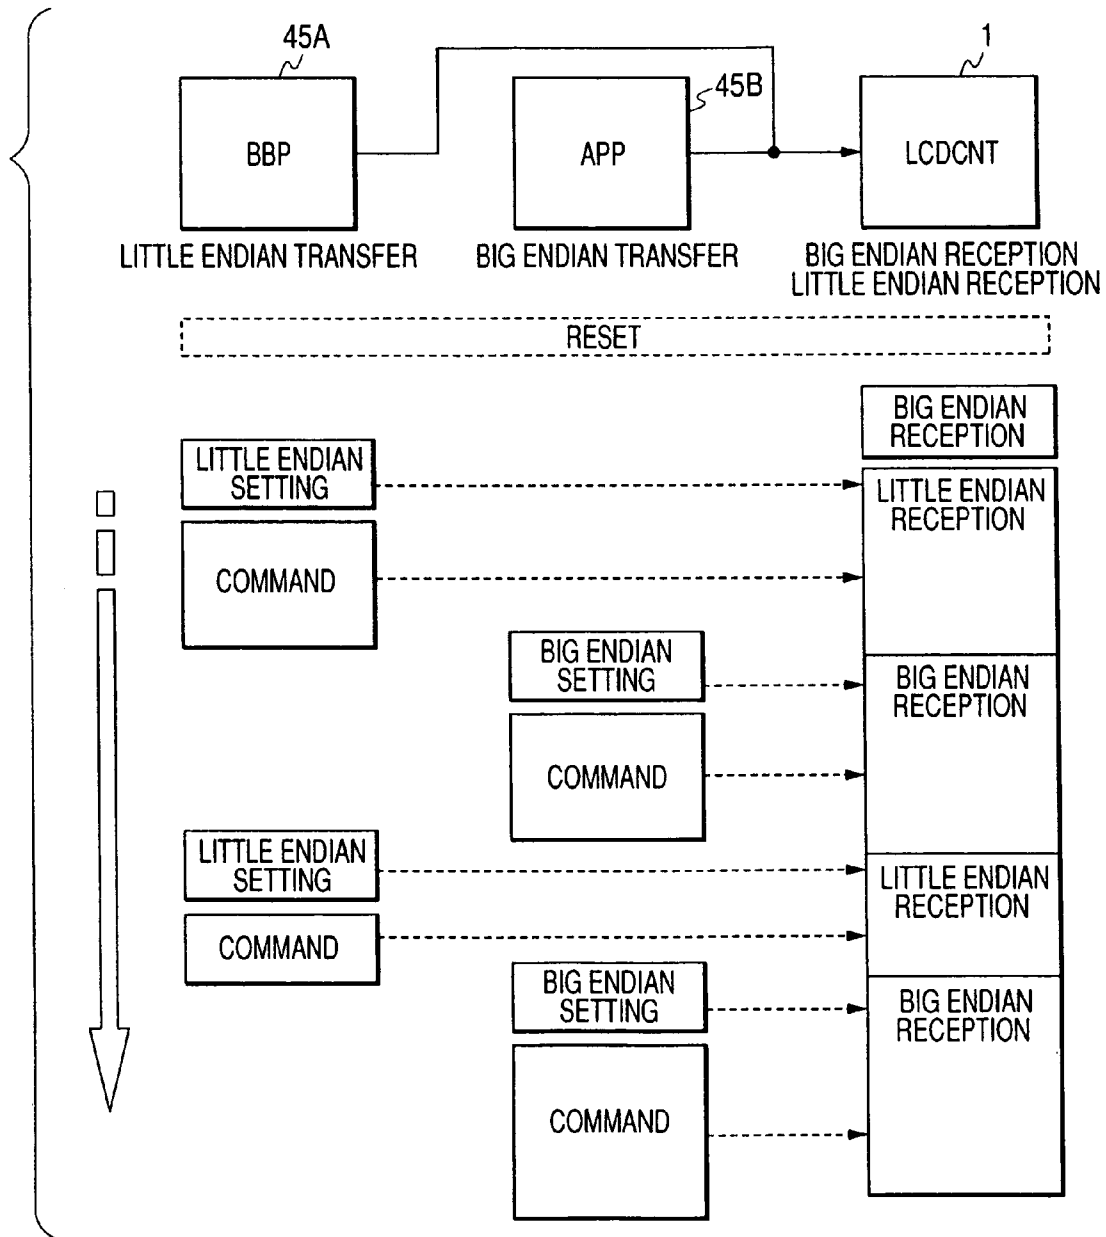 45A
1
45B
BBP
APP
LCDCNT
LITTLE ENDIAN TRANSFER
BIG ENDIAN TRANSFER
BIG ENDIAN RECEPTION
LITTLE ENDIAN RECEPTION
RESET
BIG ENDIAN
RECEPTION
LITTLE ENDIAN
SETTING
LITTLE ENDIAN
RECEPTION
COMMAND
BIG ENDIAN
SETTING
BIG ENDIAN
RECEPTION
COMMAND
LITTLE ENDIAN
SETTING
LITTLE ENDIAN
RECEPTION
COMMAND
BIG ENDIAN
SETTING
BIG ENDIAN
RECEPTION
COMMAND